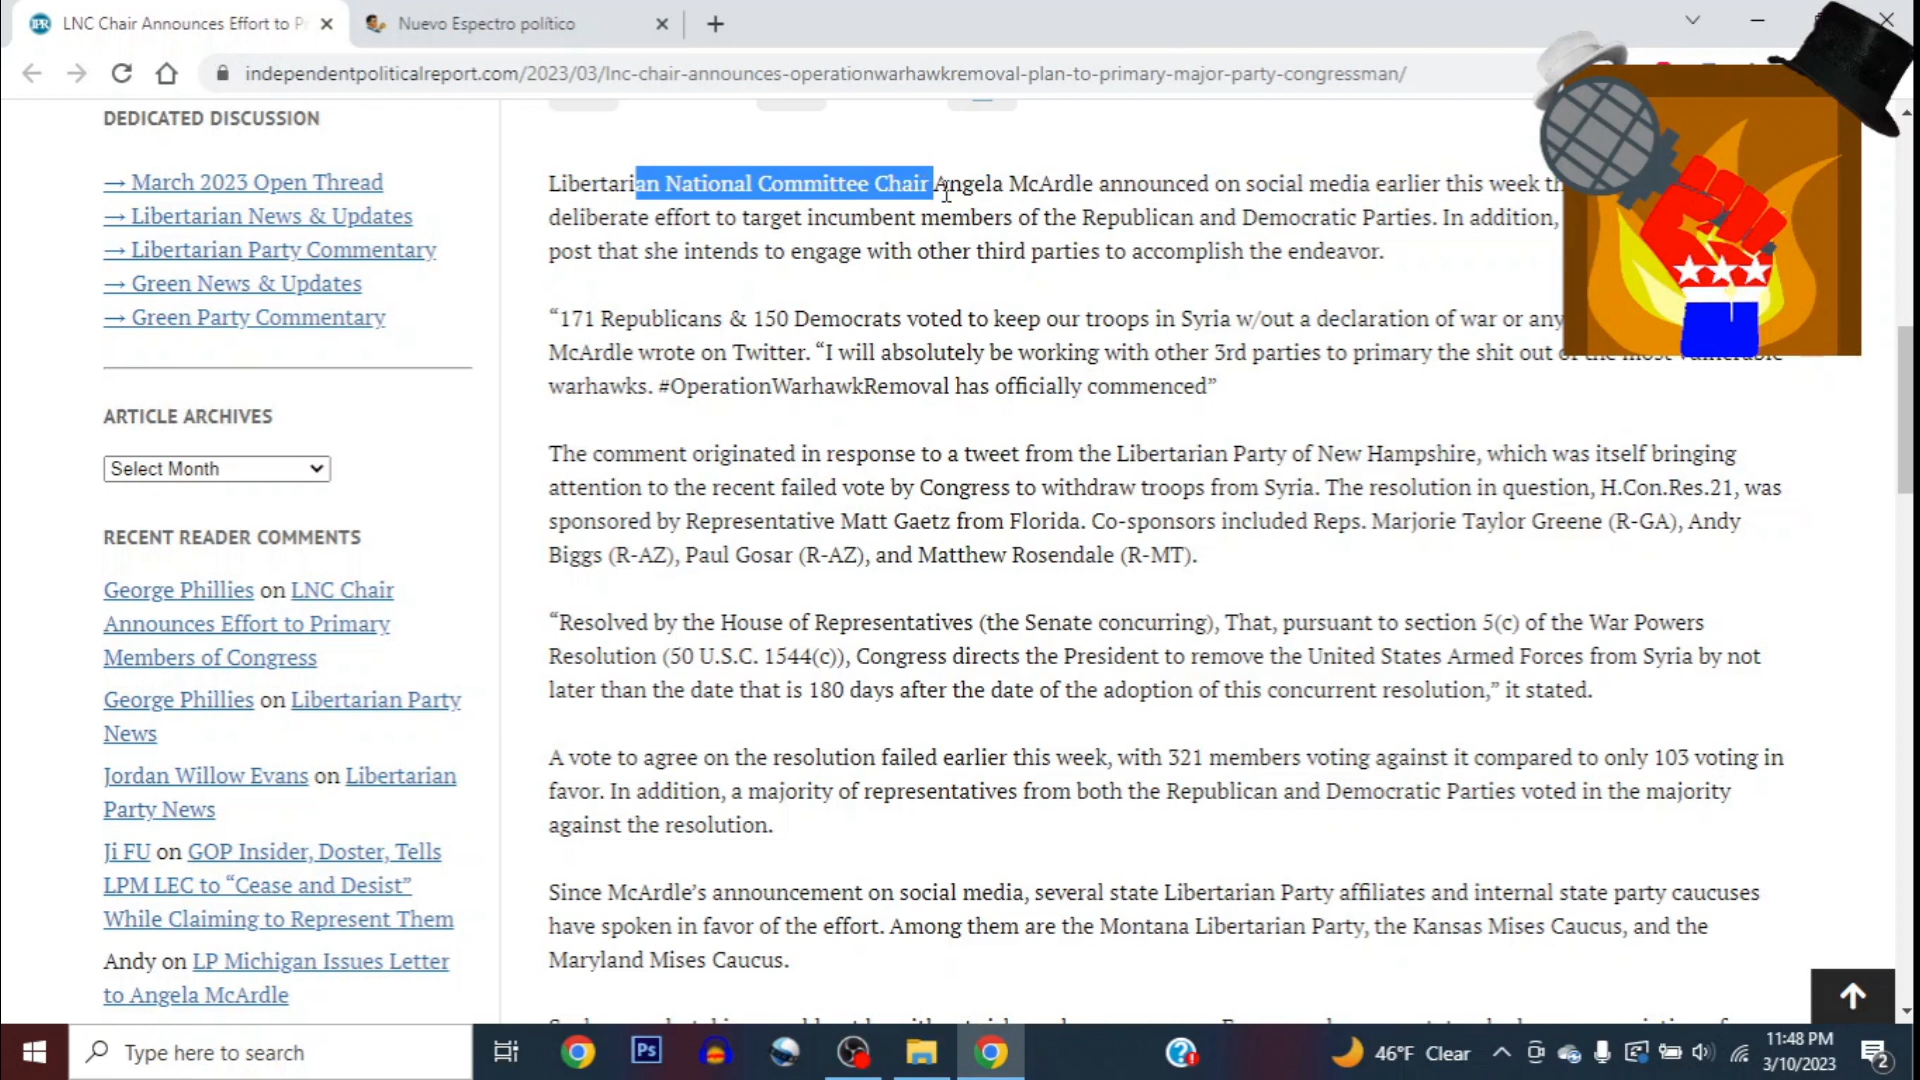 LNC Chair Announces Effort to Pr
Nuevo Espectro político
independentpoliticalreport.com/2023/03/lnc-chair-announces-operationwarhawkremoval-plan-to-primary-major-party-congressman/
DEDICATED DISCUSSION
→ March 2023 Open Thread
→ Libertarian News & Updates
→ Libertarian Party Commentary
→ Green News & Updates
→ Green Party Commentary
ARTICLE ARCHIVES
Select Month
RECENT READER COMMENTS
George Phillies on LNC Chair
Announces Effort to Primary
Members of Congress
George Phillies on Libertarian Party
News
Jordan Willow Evans on Libertarian
Party News
Ji FU on GOP Insider, Doster, Tells
LPM LEC to “Cease and Desist”
While Claiming to Represent Them
Andy on LP Michigan Issues Letter
to Angela McArdle
Libertarian National Committee Chair Angela McArdle announced on social media earlier this week
deliberate effort to target incumbent members of the Republican and Democratic Parties. In addition,
post that she intends to engage with other third parties to accomplish the endeavor.
“171 Republicans & 150 Democrats voted to keep our troops in Syria w/out a declaration of war or any
McArdle wrote on Twitter. “I will absolutely be working with other 3rd parties to primary the shit out of the most vulnerable
warhawks. #OperationWarhawkRemoval has officially commenced”
The comment originated in response to a tweet from the Libertarian Party of New Hampshire, which was itself bringing
attention to the recent failed vote by Congress to withdraw troops from Syria. The resolution in question, H.Con.Res.21, was
sponsored by Representative Matt Gaetz from Florida. Co-sponsors included Reps. Marjorie Taylor Greene (R-GA), Andy
Biggs (R-AZ), Paul Gosar (R-AZ), and Matthew Rosendale (R-MT).
“Resolved by the House of Representatives (the Senate concurring), That, pursuant to section 5(c) of the War Powers
Resolution (50 U.S.C. 1544(c)), Congress directs the President to remove the United States Armed Forces from Syria by not
later than the date that is 180 days after the date of the adoption of this concurrent resolution,” it stated.
A vote to agree on the resolution failed earlier this week, with 321 members voting against it compared to only 103 voting in
favor. In addition, a majority of representatives from both the Republican and Democratic Parties voted in the majority
against the resolution.
Since McArdle’s announcement on social media, several state Libertarian Party affiliates and internal state party caucuses
have spoken in favor of the effort. Among them are the Montana Libertarian Party, the Kansas Mises Caucus, and the
Maryland Mises Caucus.
Type here to search
Ps
46°F Clear
11:48 PM
3/10/2023
2